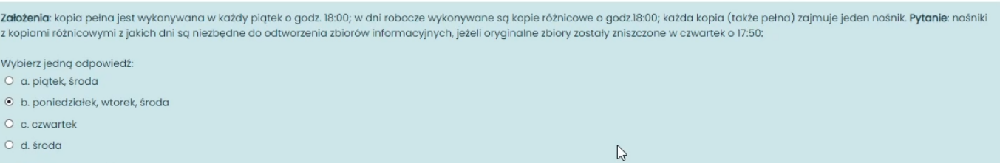 Założenia: kopia pełna jest wykonywana w każdy piątek o godz. 18:00; w dni robocze wykonywane są kopie różnicowe o godz.18:00; każda kopia (także pełna) zajmuje jeden nośnik. Pytanie: nośniki
z kopiami różnicowymi z jakich dni są niezbędne do odtworzenia zbiorów informacyjnych, jeżeli oryginalne zbiory zostały zniszczone w czwartek o 17:50:
Wybierz jedną odpowiedź:
a. piątek, środa
b. poniedziałek, wtorek, środa
c. czwartek
d. środa